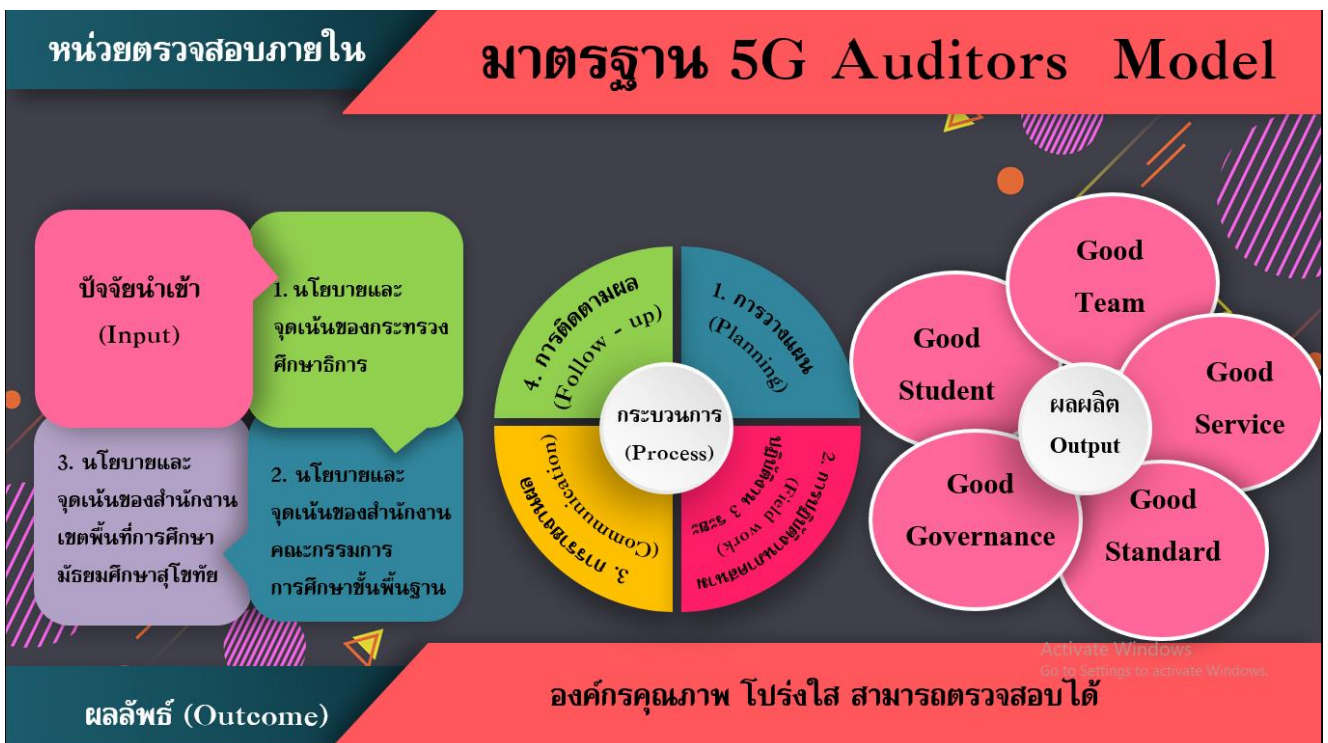 หน่วยตรวจสอบภายใน
มาตรฐาน 5G Auditors Model
ปัจจัยนำเข้า
(Input)
1. นโยบายและ
จุดเน้นของกระทรวง
ศึกษาธิการ
2. นโยบายและ
จุดเน้นของสำนักงาน
คณะกรรมการ
การศึกษาขั้นพื้นฐาน
3. นโยบายและ
จุดเน้นของสำนักงาน
เขตพื้นที่การศึกษา
มัธยมศึกษาสุโขทัย
กระบวนการ
(Process)
1. การวางแผน
(Planning)
2. การปฏิบัติงานภาคสนาม
(Field work)
ปฏิบัติงาน 3 ระยะ
3. การรายงานผล
(Communication)
4. การติดตามผล
(Follow - up)
ผลผลิต
Output
Good
Team
Good
Service
Good
Standard
Good
Governance
Good
Student
Activate Windows
Go to Settings to activate Windows.
ผลลัพธ์ (Outcome)
องค์กรคุณภาพ โปร่งใส สามารถตรวจสอบได้